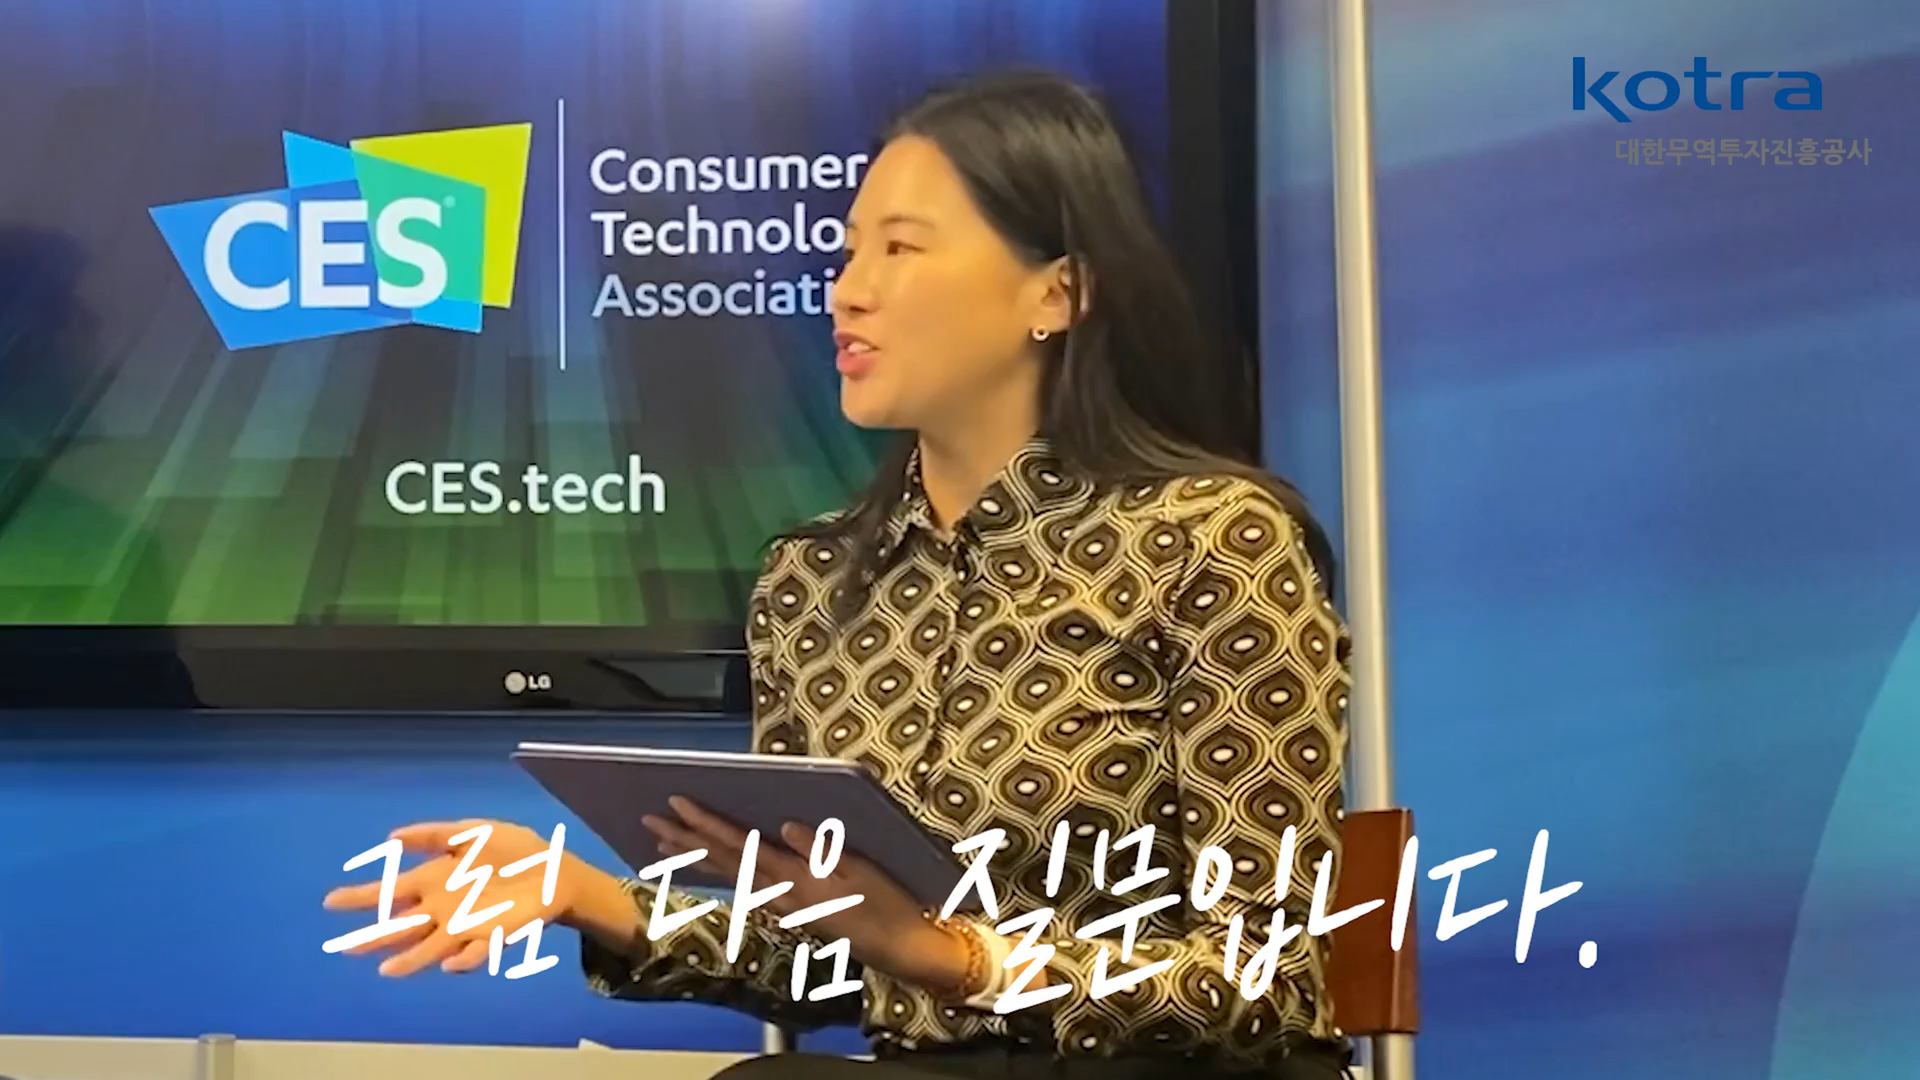 kotra
대한무역투자진흥공사
CES
Consumer
Technolo
Associati
CES.tech
LG
그럼 다음 질문입니다.